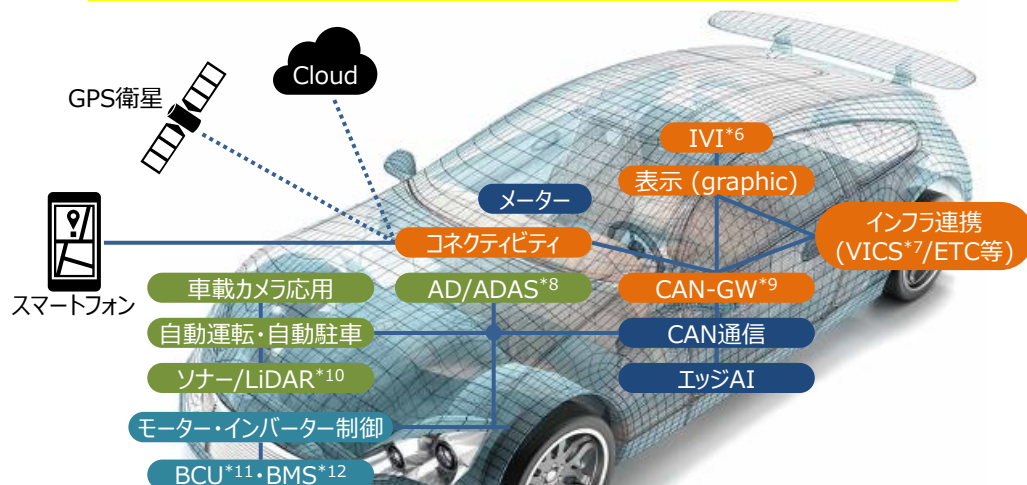 Cloud
GPS衛星
IVI*6
表示 (graphic)
メーター
インフラ連携
(VICS*7/ETC等)
コネクティビティ
スマートフォン
車載カメラ応用
AD/ADAS*8
CAN-GW*9
自動運転・自動駐車
CAN通信
ソナー/LiDAR*10
エッジAI
モーター・インバーター制御
BCU*11・BMS*12